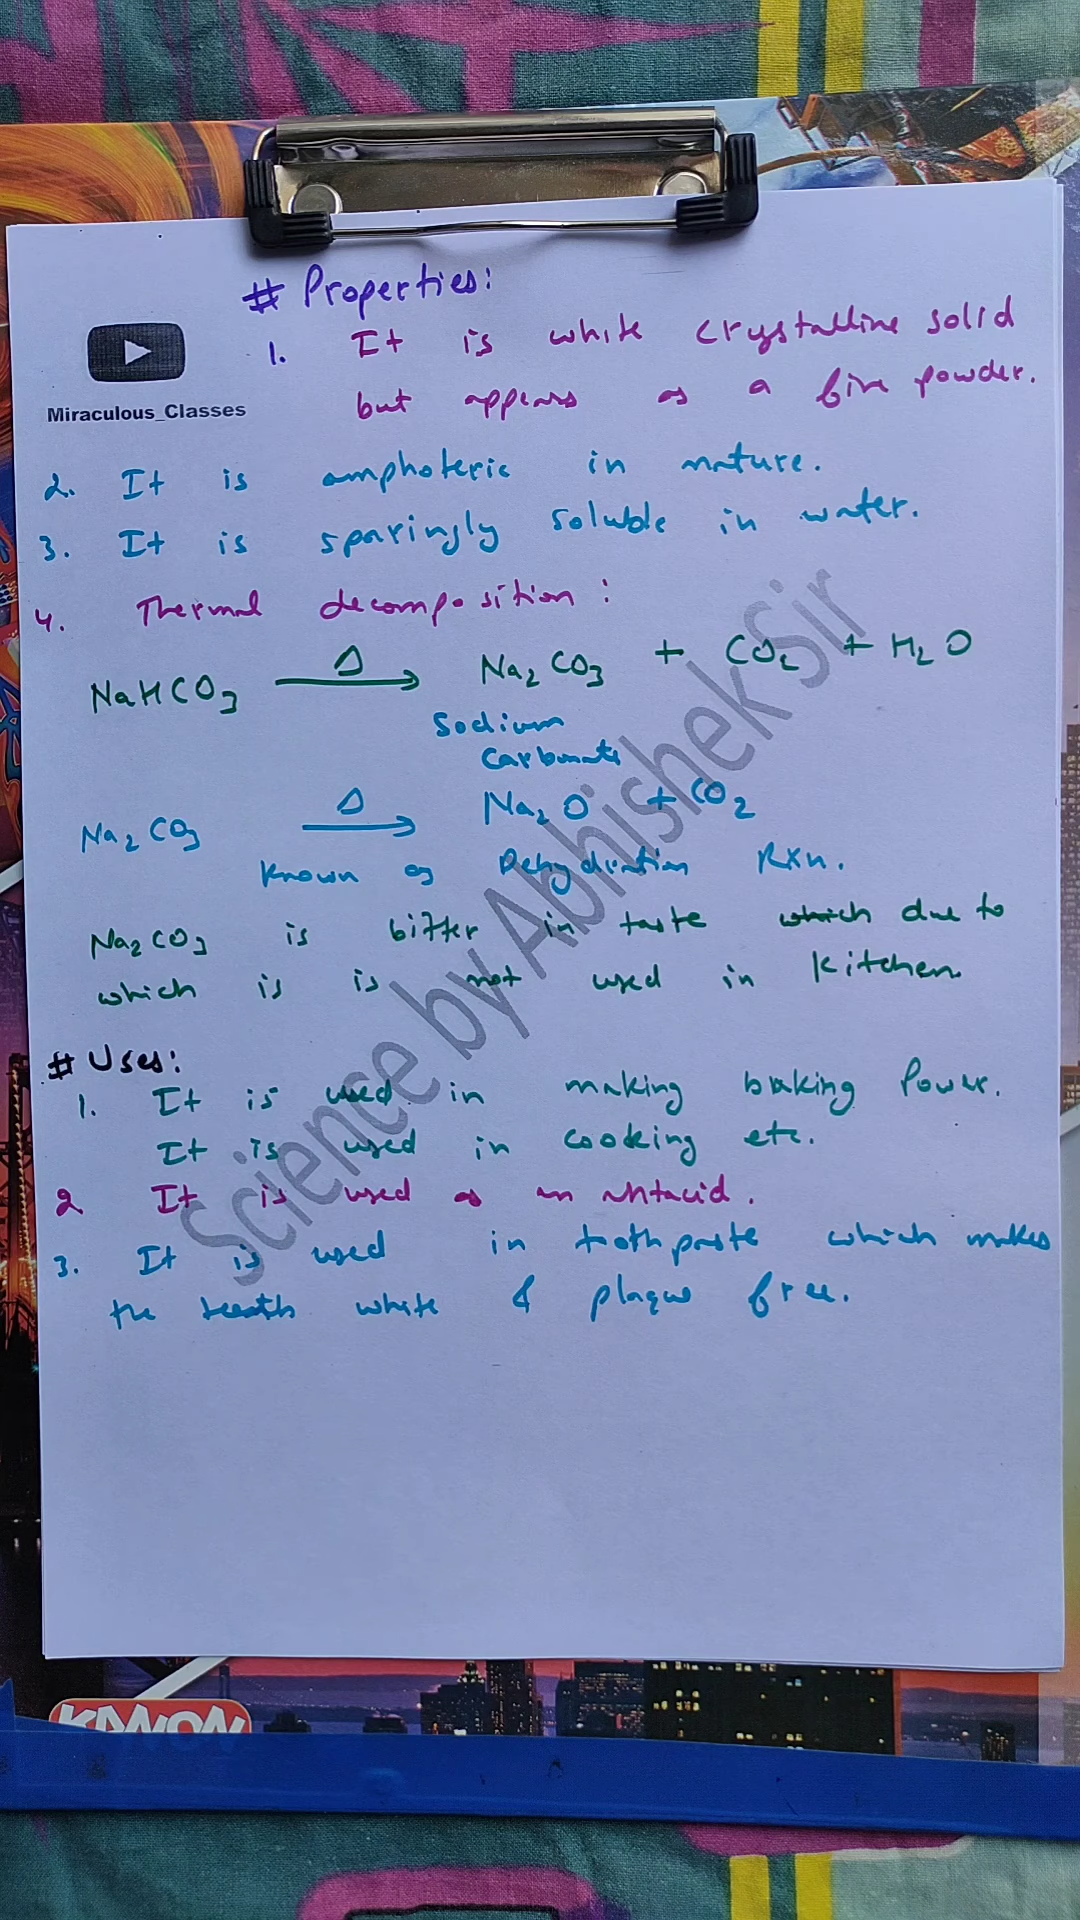 # Properties:
1. It is white crystalline solid
but appears as a fine powder.
Miraculous_Classes
2. It is amphoteric in nature.
3. It is sparingly soluble in water.
4. Thermal decomposition:
NaHCO3 Δ→ Na2CO3 + CO2 + H2O
Sodium
Carbonate
Na2CO3 Δ→ Na2O + CO2
Known as Dehydration Rxn.
Na2CO3 is bitter in taste which due to
which is is not used in kitchen.
# Uses:
1. It is used in making baking Power.
It is used in cooking etc.
2 It is used as an Antacid.
3. It is used in toothpaste which makes
the teeth white & plaque free.
Science by Abhishek Sir